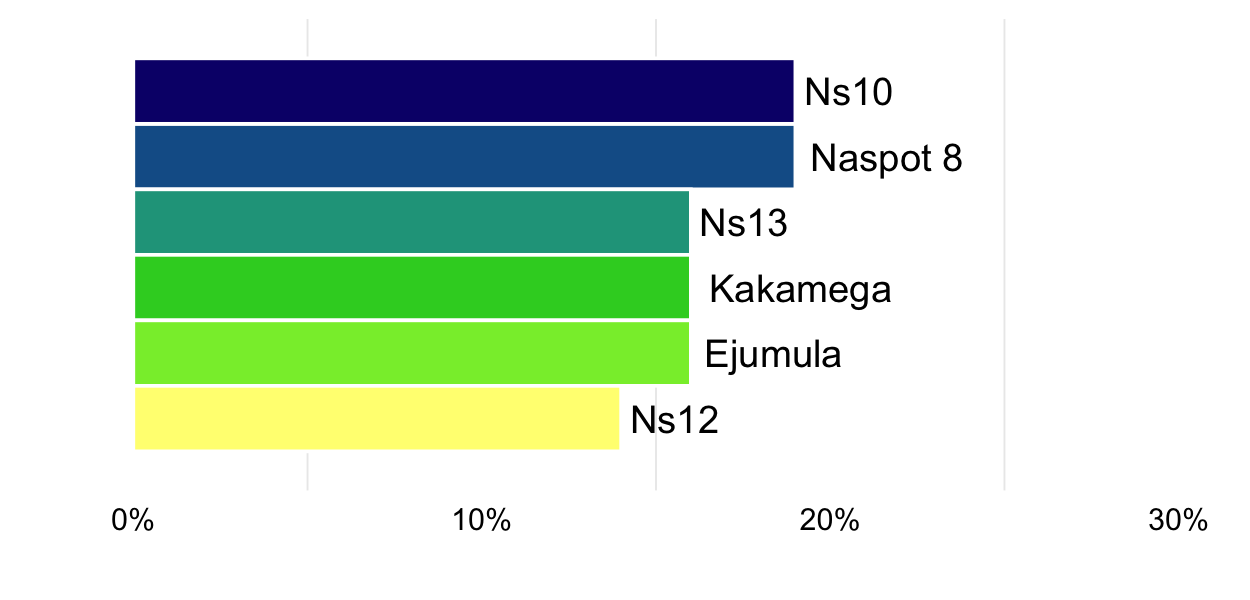 Ns10
Naspot 8
Ns13
Kakamega
Ejumula
Ns12
0% 10% 20% 30%